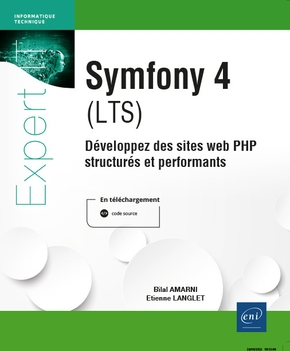 INFORMATIQUE
TECHNIQUE
Expert IT
Symfony 4
(LTS)
Développez des sites web PHP
structurés et performants
En téléchargement
</> code source
Bilal AMARNI
Etienne LANGLET
eni